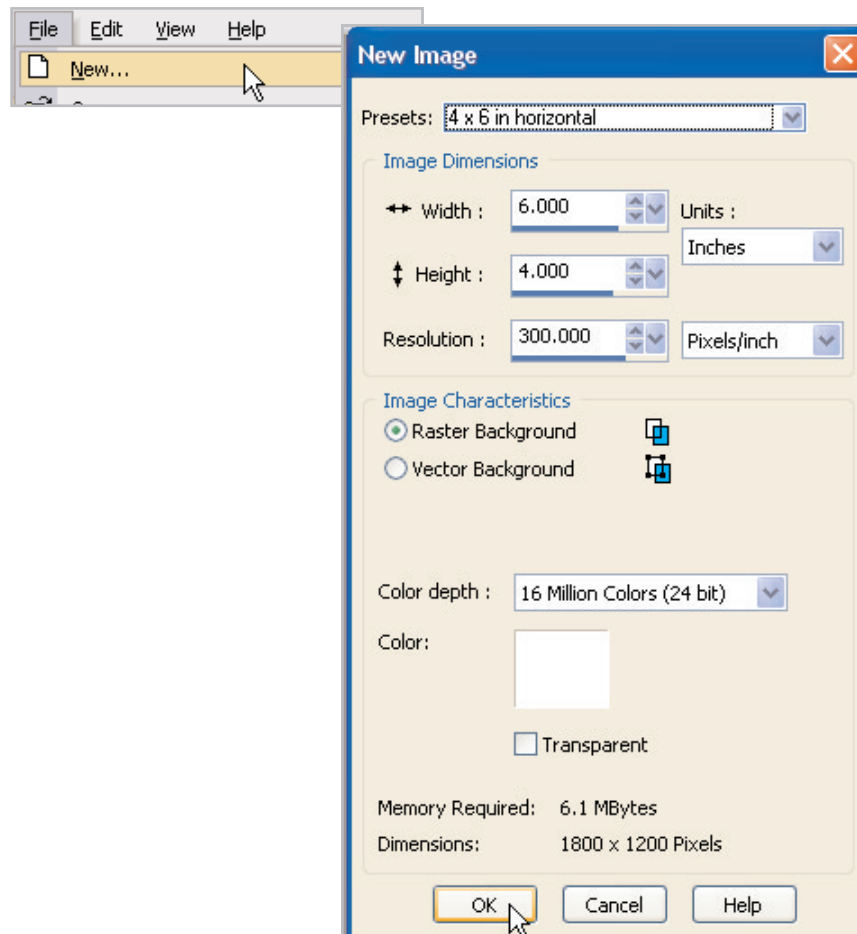 File Edit View Help
New...
New Image
Presets: 4 x 6 in horizontal
Image Dimensions
Width : 6.000 Units :
Inches
Height : 4.000
Resolution : 300.000 Pixels/inch
Image Characteristics
Raster Background
Vector Background
Color depth : 16 Million Colors (24 bit)
Color:
Transparent
Memory Required: 6.1 MBytes
Dimensions: 1800 x 1200 Pixels
OK Cancel Help